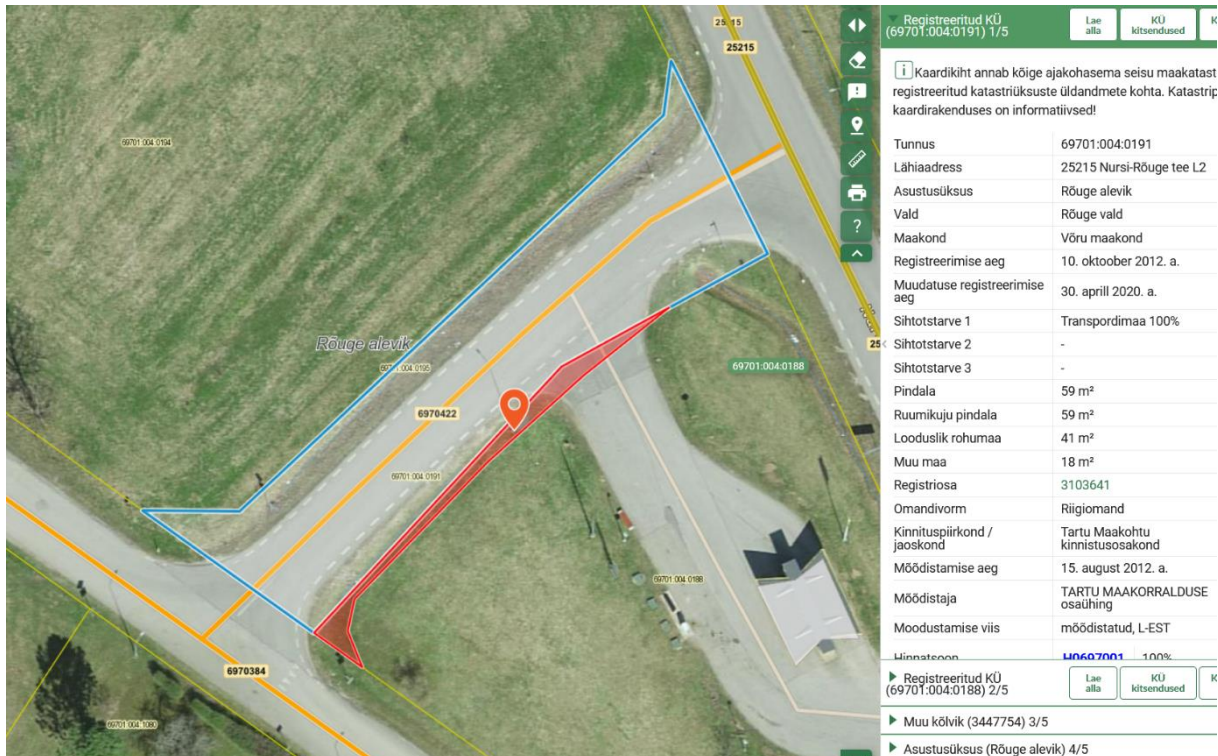 25215
25215
69701:004:0194
Rõuge alevik
69701:004:0195
69701:004:0188
6970422
69701:004:0191
69701:004:0188
6970384
69701:004:1080
?
Registreeritud KÜ
(69701:004:0191) 1/5
Lae
alla
KÜ
kitsendused
i Kaardikiht annab kõige ajakohasema seisu maakatast
registreeritud katastriüksuste üldandmete kohta. Katastrip
kaardirakenduses on informatiivsed!
Tunnus 69701:004:0191
Lähiaadress 25215 Nursi-Rõuge tee L2
Asustusüksus Rõuge alevik
Vald Rõuge vald
Maakond Võru maakond
Registreerimise aeg 10. oktoober 2012. a.
Muudatuse registreerimise
aeg 30. aprill 2020. a.
Sihtotstarve 1 Transpordimaa 100%
Sihtotstarve 2 -
Sihtotstarve 3 -
Pindala 59 m²
Ruumikuju pindala 59 m²
Looduslik rohumaa 41 m²
Muu maa 18 m²
Registriosa 3103641
Omandivorm Riigiomand
Kinnituspiirkond /
jaoskond
Tartu Maakohtu
kinnistusosakond
Mõõdistamise aeg 15. august 2012. a.
Mõõdistaja
TARTU MAAKORRALDUSE
osaühing
Moodustamise viis mõõdistatud, L-EST
Hinnatsoon H0697001 100%
Registreeritud KÜ
(69701:004:0188) 2/5
Lae
alla
KÜ
kitsendused
Muu kõlvik (3447754) 3/5
Asustusüksus (Rõuge alevik) 4/5